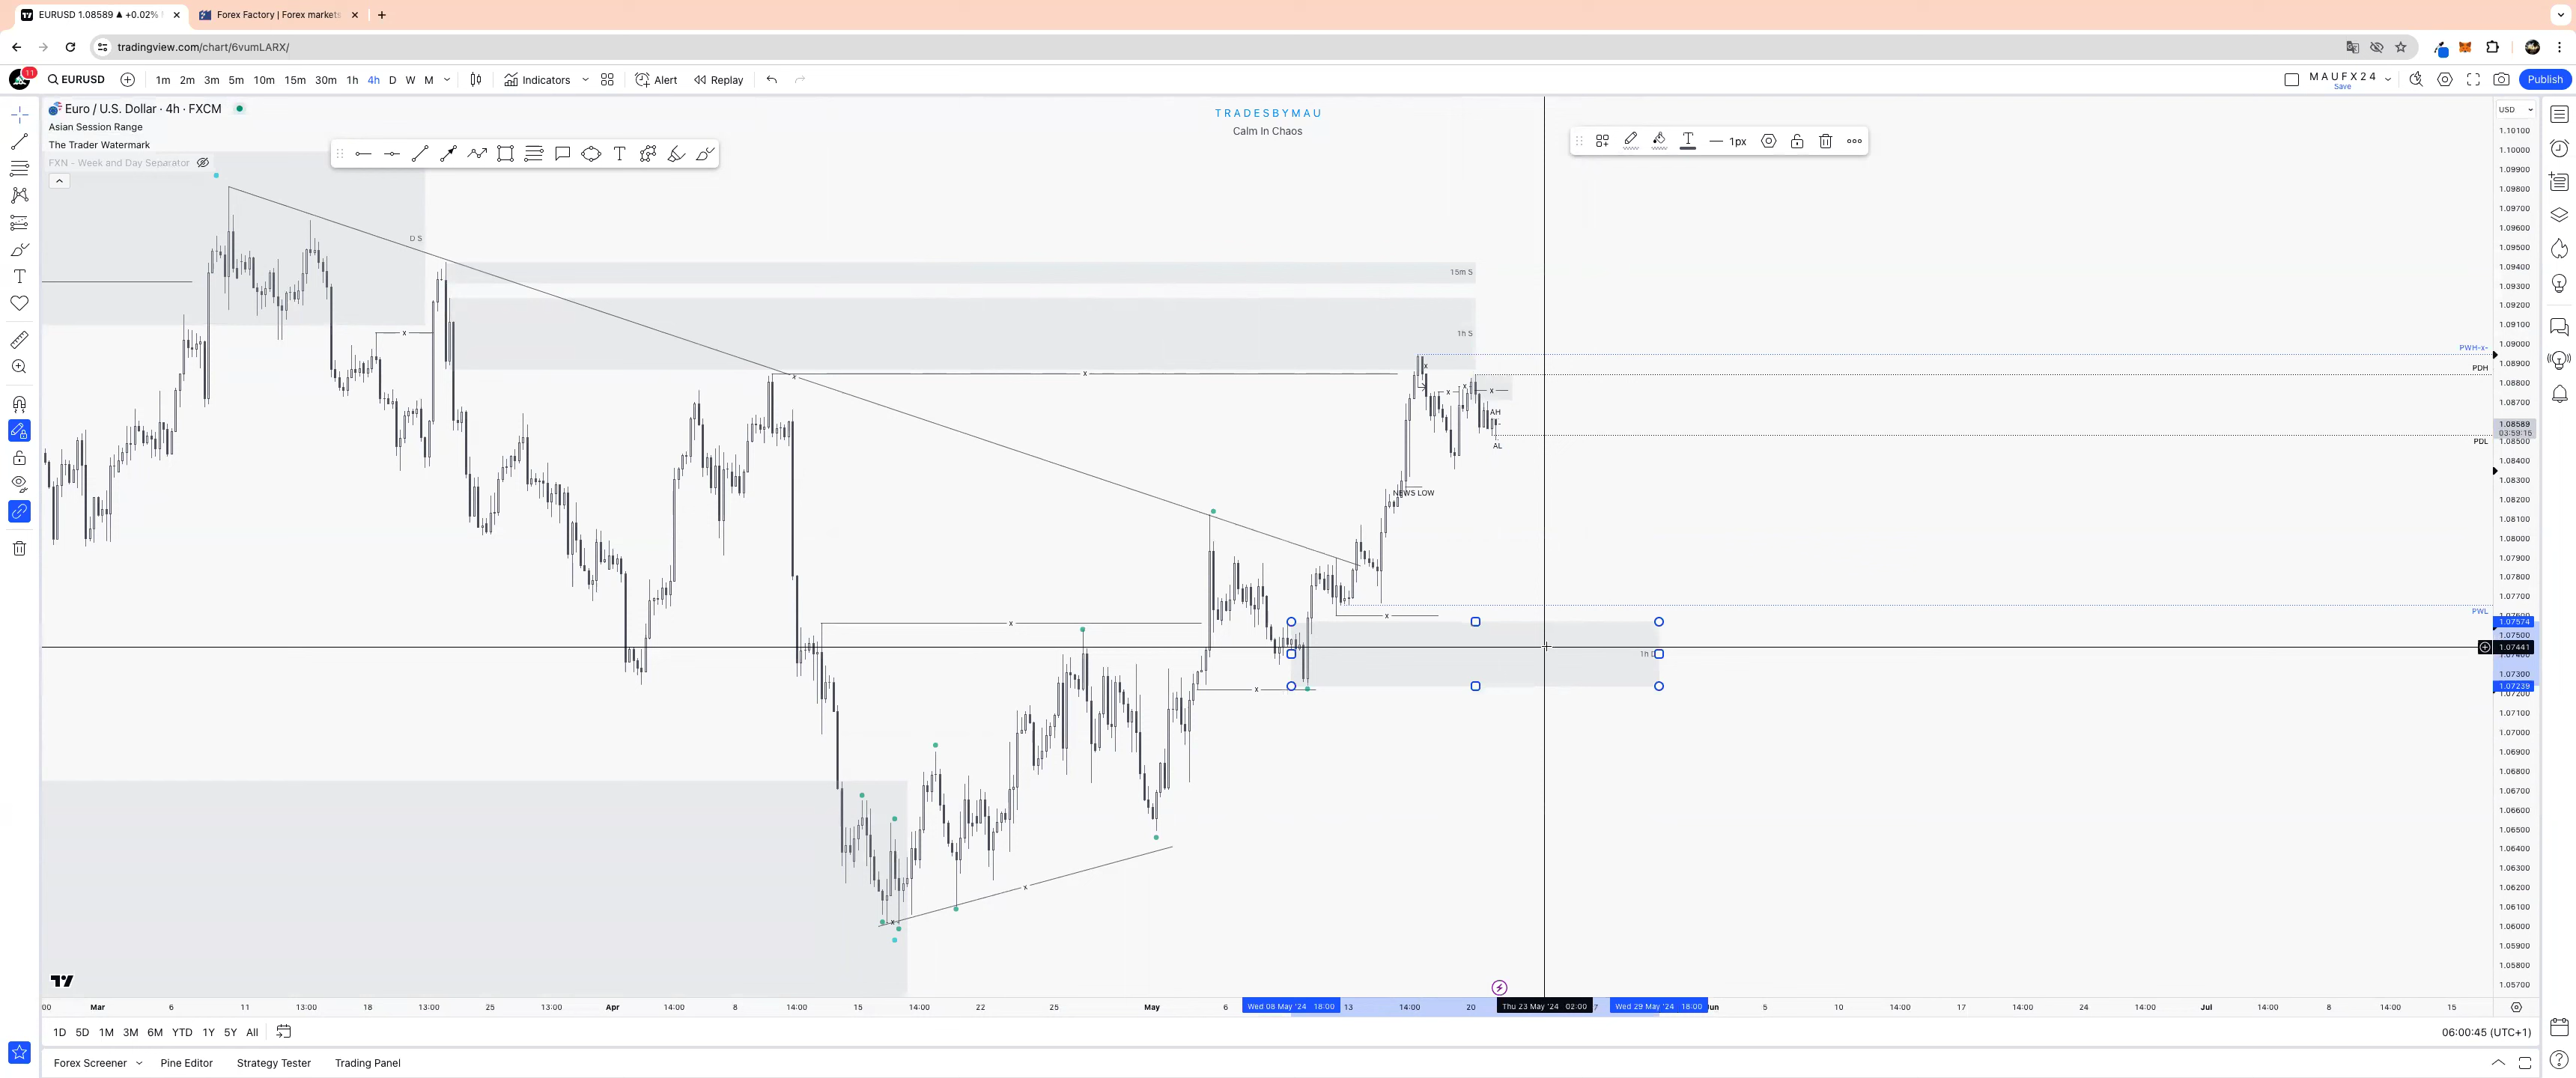 EURUSD 1.08589 ▲ +0.02%
Forex Factory | Forex markets
tradingview.com/chart/6vumLARX/
11
EURUSD
1m 2m 3m 5m 10m 15m 30m 1h 4h D W M
Indicators
Alert
Replay
MAUFX24
Save
Publish
Euro / U.S. Dollar · 4h · FXCM
Asian Session Range
The Trader Watermark
FXN - Week and Day Separator
TRADESBYMAU
Calm In Chaos
1px
USD
1.10100
1.10000
1.09900
1.09800
1.09700
1.09600
1.09500
1.09400
1.09300
1.09200
1.09100
1.09000
1.08900
1.08800
1.08700
1.08589
03:59:16
1.08500
1.08400
1.08300
1.08200
1.08100
1.08000
1.07900
1.07800
1.07700
1.07574
1.07500
1.07441
1.07300
1.07239
1.07200
1.07100
1.07000
1.06900
1.06800
1.06700
1.06600
1.06500
1.06400
1.06300
1.06200
1.06100
1.06000
1.05900
1.05800
1.05700
D S
15m S
1h S
x
x
x
x
x
x
x
x
x
x
x
x
x
PWH-x-
PDH
AH
AL
PDL
NEWS LOW
PWL
1h
00 Mar 6 11 13:00 18 13:00 25 13:00 Apr 14:00 8 14:00 15 14:00 22 25 May 6 Wed 08 May '24 18:00 13 14:00 20 Thu 23 May '24 02:00 7 Wed 29 May '24 18:00 Jun 5 14:00 10 14:00 17 14:00 24 14:00 Jul 14:00 8 14:00 15
1D 5D 1M 3M 6M YTD 1Y 5Y All
06:00:45 (UTC+1)
Forex Screener
Pine Editor
Strategy Tester
Trading Panel